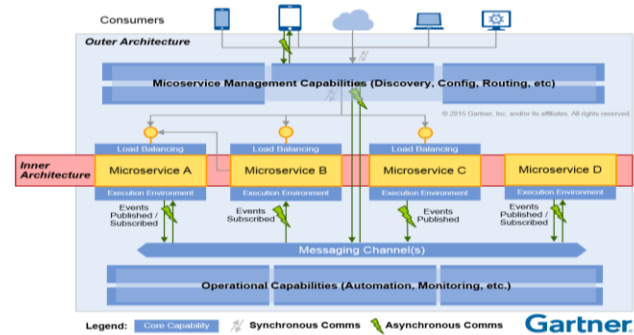 Consumers
Outer Architecture
Micoservice Management Capabilities (Discovery, Config, Routing, etc)
© 2015 Gartner, Inc. and/or its affiliates. All rights reserved.
Load Balancing
Load Balancing
Load Balancing
Inner
Architecture
Microservice A
Microservice B
Microservice C
Microservice D
Execution Environment
Execution Environment
Execution Environment
Execution Environment
Events
Published /
Subscribed
Events
Subscribed
Events
Published
Events
Published /
Subscribed
Messaging Channel(s)
Operational Capabilities (Automation, Monitoring, etc.)
Legend:
Core Capability
Synchronous Comms
Asynchronous Comms
Gartner